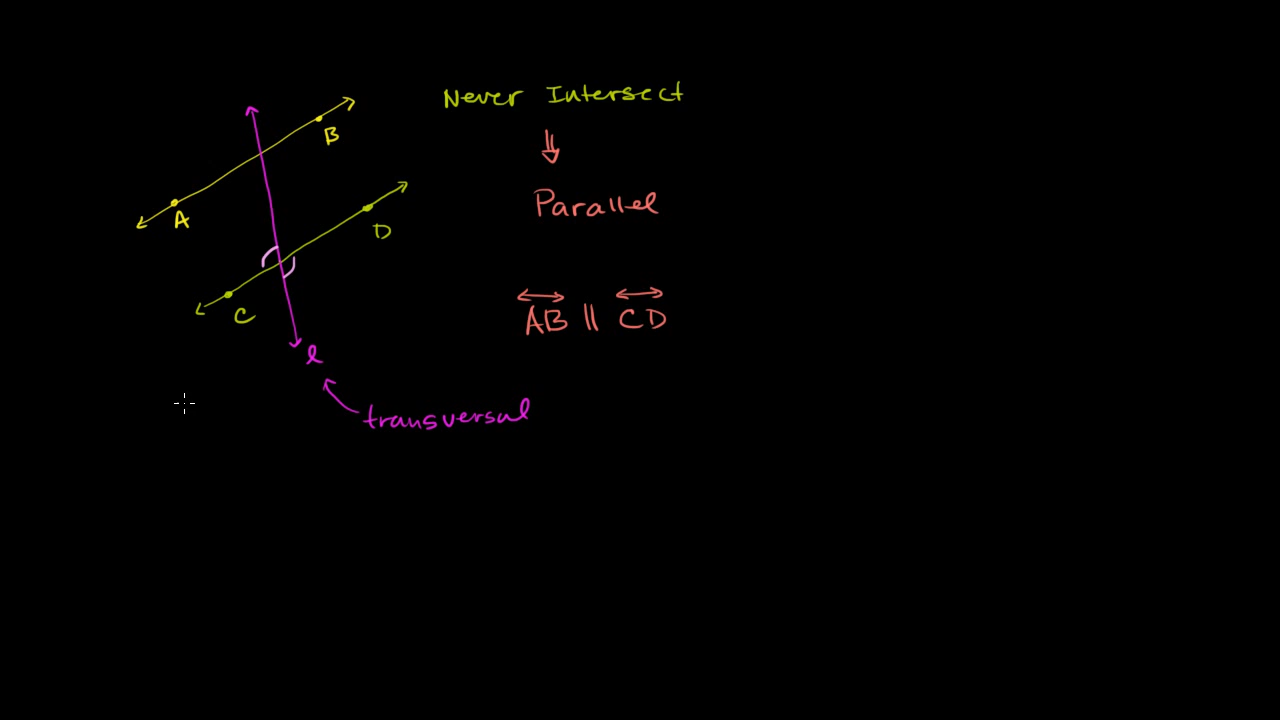 Never Intersect
⇓
Parallel
AB || CD
B
A
D
C
l
transversal